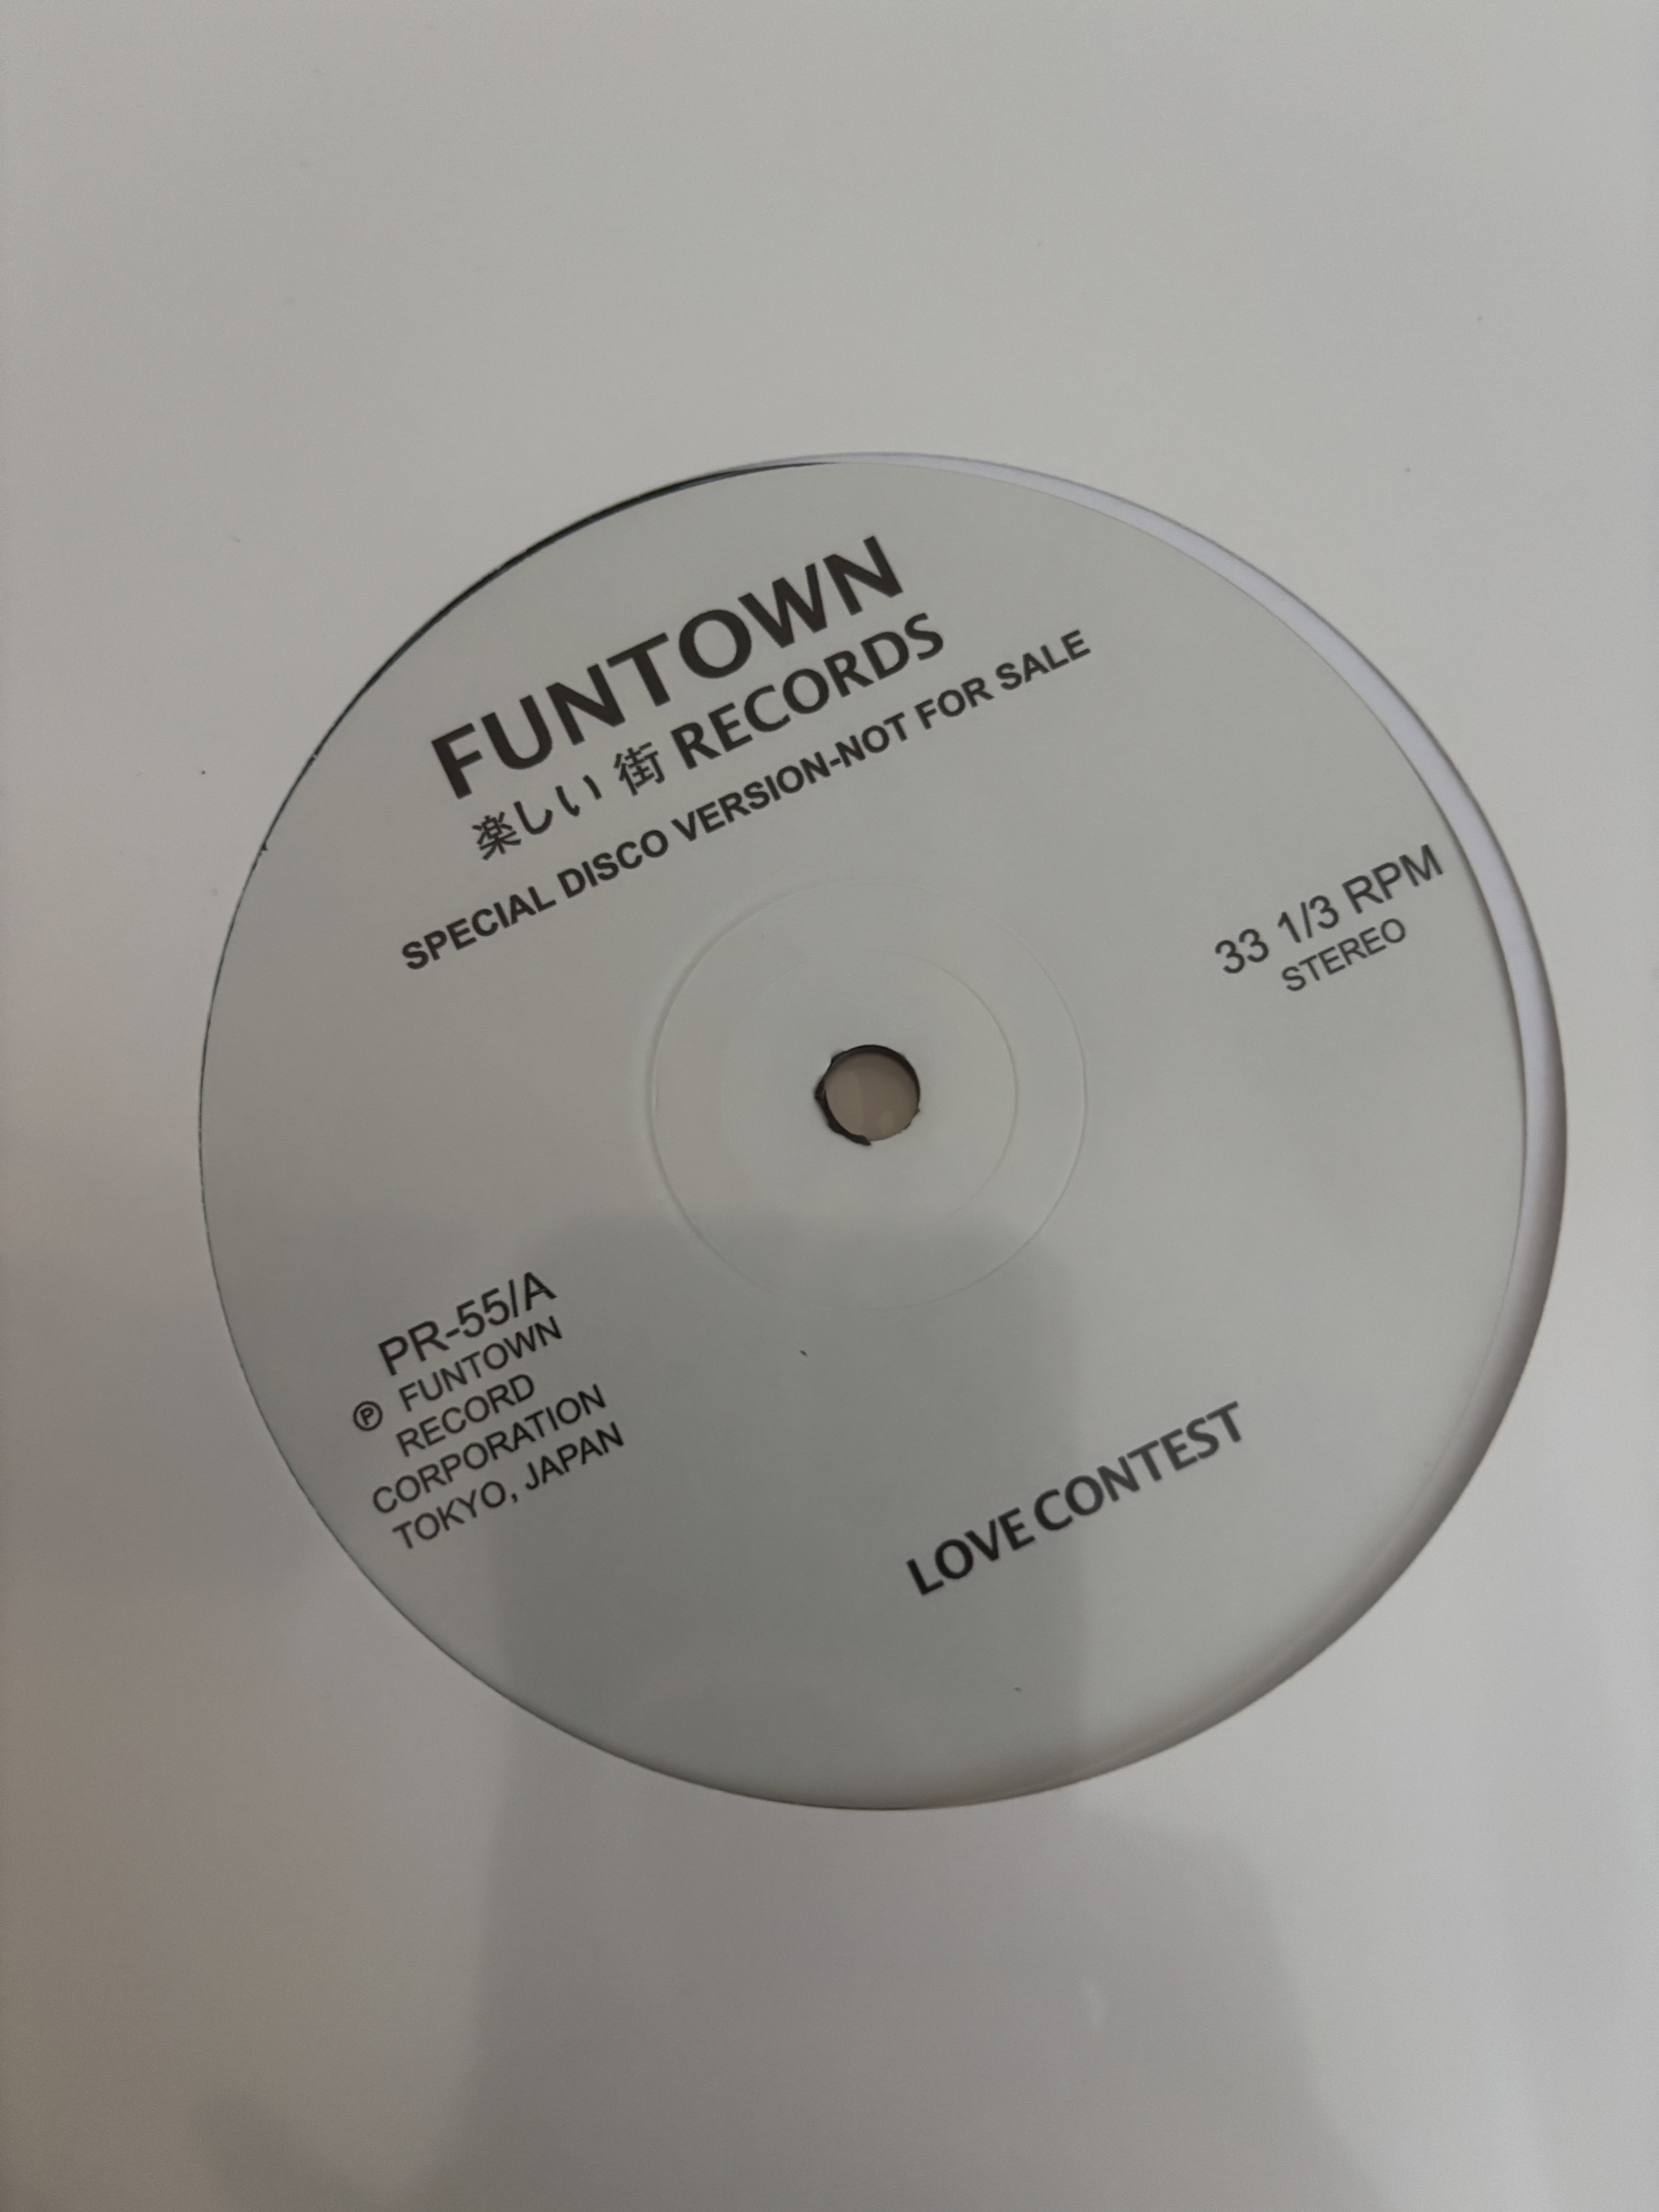 FUNTOWN
楽しい 街 RECORDS
SPECIAL DISCO VERSION-NOT FOR SALE
33 1/3 RPM
STEREO
PR-55/A
Ⓟ FUNTOWN
RECORD
CORPORATION
TOKYO, JAPAN
LOVE CONTEST